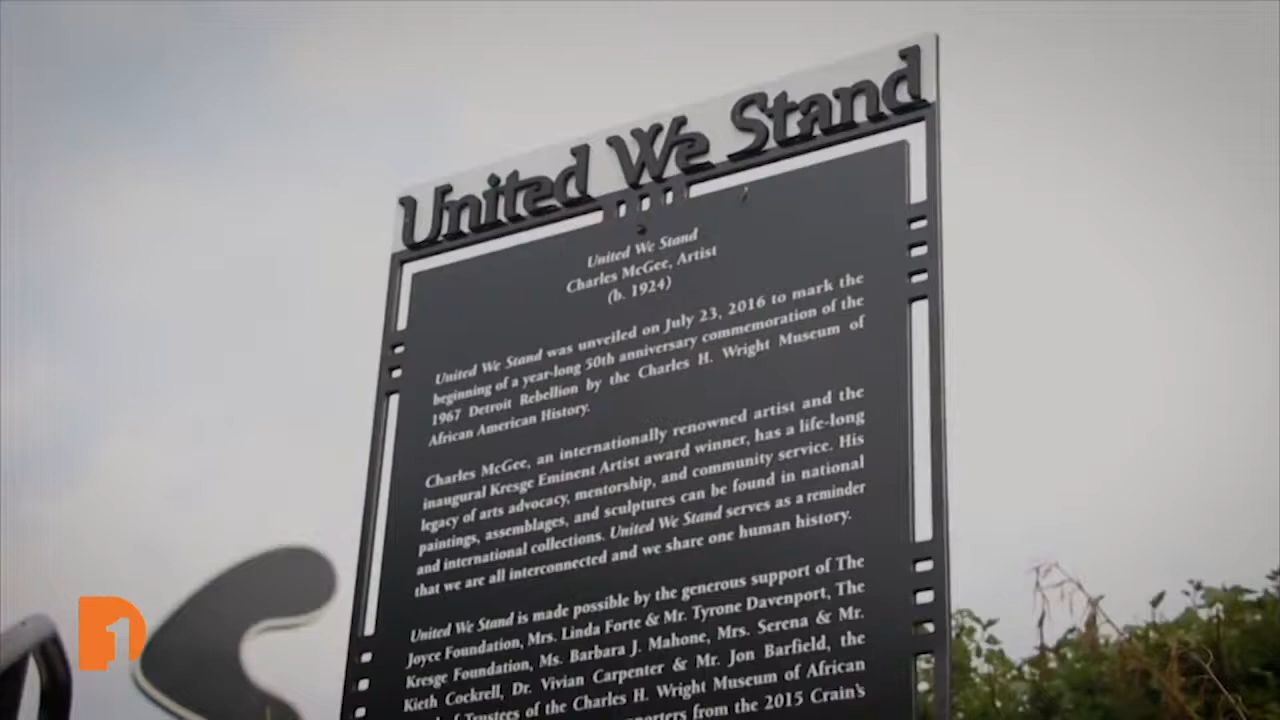 United We Stand
United We Stand
Charles McGee, Artist
(b. 1924)
United We Stand was unveiled on July 23, 2016 to mark the
beginning of a year-long 50th anniversary commemoration of the
1967 Detroit Rebellion by the Charles H. Wright Museum of
African American History.
Charles McGee, an internationally renowned artist and the
inaugural Kresge Eminent Artist award winner, has a life-long
legacy of arts advocacy, mentorship, and community service. His
paintings, assemblages, and sculptures can be found in national
and international collections. United We Stand serves as a reminder
that we are all interconnected and we share one human history.
United We Stand is made possible by the generous support of The
Joyce Foundation, Mrs. Linda Forte & Mr. Tyrone Davenport, The
Kresge Foundation, Ms. Barbara J. Mahone, Mrs. Serena & Mr.
Kieth Cockrell, Dr. Vivian Carpenter & Mr. Jon Barfield, the
of Trustees of the Charles H. Wright Museum of African
from the 2015 Crain's
D1